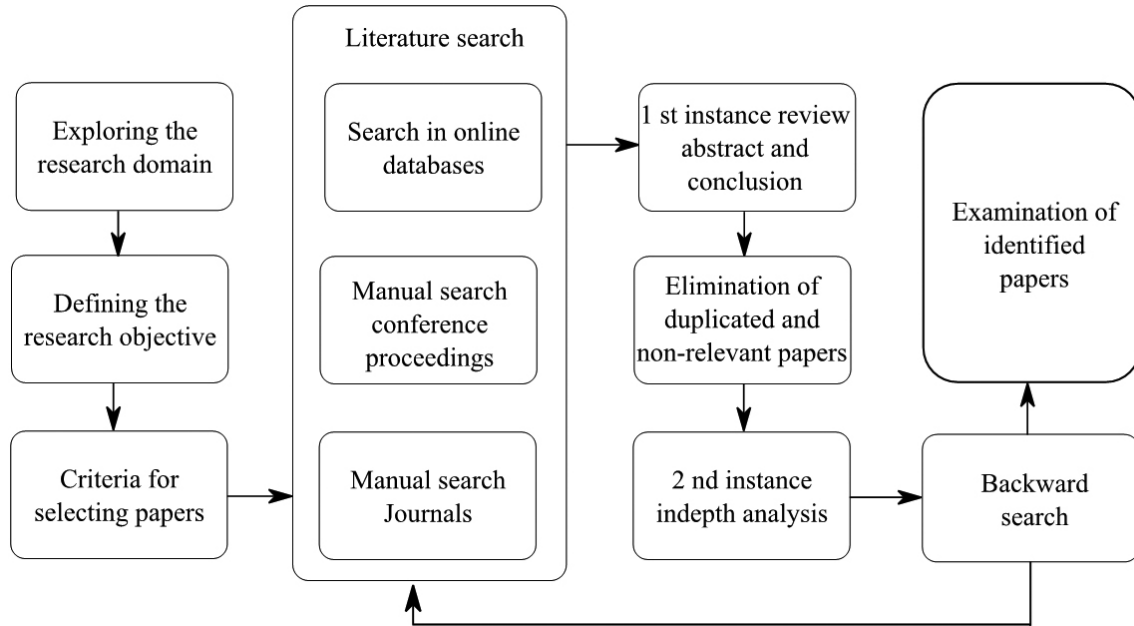 Exploring the
research domain
Defining the
research objective
Criteria for
selecting papers
Literature search
Search in online
databases
Manual search
conference
proceedings
Manual search
Journals
1 st instance review
abstract and
conclusion
Elimination of
duplicated and
non-relevant papers
2 nd instance
indepth analysis
Backward
search
Examination of
identified
papers